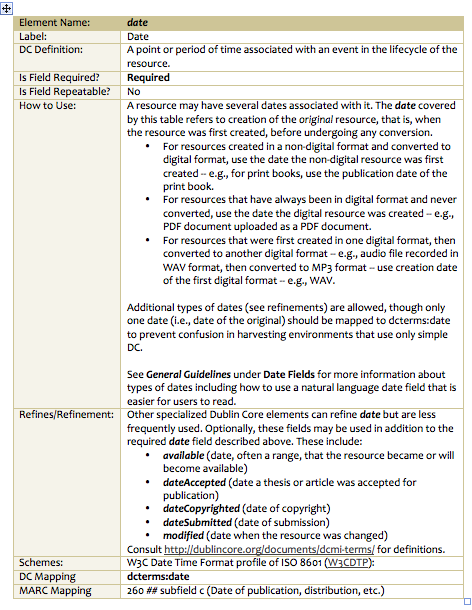 Element Name: date
Label: Date
DC Definition: A point or period of time associated with an event in the lifecycle of the
resource.
Is Field Required? Required
Is Field Repeatable? No
How to Use: A resource may have several dates associated with it. The date covered
by this table refers to creation of the original resource, that is, when
the resource was first created, before undergoing any conversion.
• For resources created in a non-digital format and converted to
digital format, use the date the non-digital resource was first
created – e.g., for print books, use the publication date of the
print book.
• For resources that have always been in digital format and never
converted, use the date the digital resource was created – e.g.,
PDF document uploaded as a PDF document.
• For resources that were first created in one digital format, then
converted to another digital format – e.g., audio file recorded in
WAV format, then converted to MP3 format – use creation date
of the first digital format – e.g., WAV.
Additional types of dates (see refinements) are allowed, though only
one date (i.e., date of the original) should be mapped to dcterms:date
to prevent confusion in harvesting environments that use only simple
DC.
See General Guidelines under Date Fields for more information about
types of dates including how to use a natural language date field that is
easier for users to read.
Refines/Refinement: Other specialized Dublin Core elements can refine date but are less
frequently used. Optionally, these fields may be used in addition to the
required date field described above. These include:
• available (date, often a range, that the resource became or will
become available)
• dateAccepted (date a thesis or article was accepted for
publication)
• dateCopyrighted (date of copyright)
• dateSubmitted (date of submission)
• modified (date when the resource was changed)
Consult http://dublincore.org/documents/dcmi-terms/ for definitions.
Schemes: W3C Date Time Format profile of ISO 8601 (W3CDTP):
DC Mapping dcterms:date
MARC Mapping 260 ## subfield c (Date of publication, distribution, etc.)